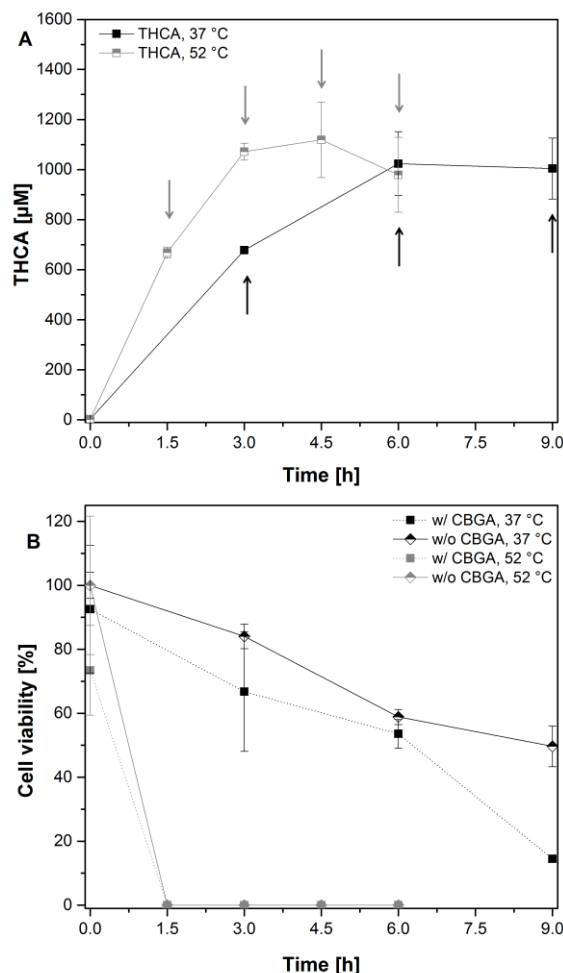 A
THCA, 37 °C
THCA, 52 °C
THCA [µM]
1600
1400
1200
1000
800
600
400
200
0
0.0 1.5 3.0 4.5 6.0 7.5 9.0
Time [h]
B
w/ CBGA, 37 °C
w/o CBGA, 37 °C
w/ CBGA, 52 °C
w/o CBGA, 52 °C
Cell viability [%]
120
100
80
60
40
20
0
0.0 1.5 3.0 4.5 6.0 7.5 9.0
Time [h]